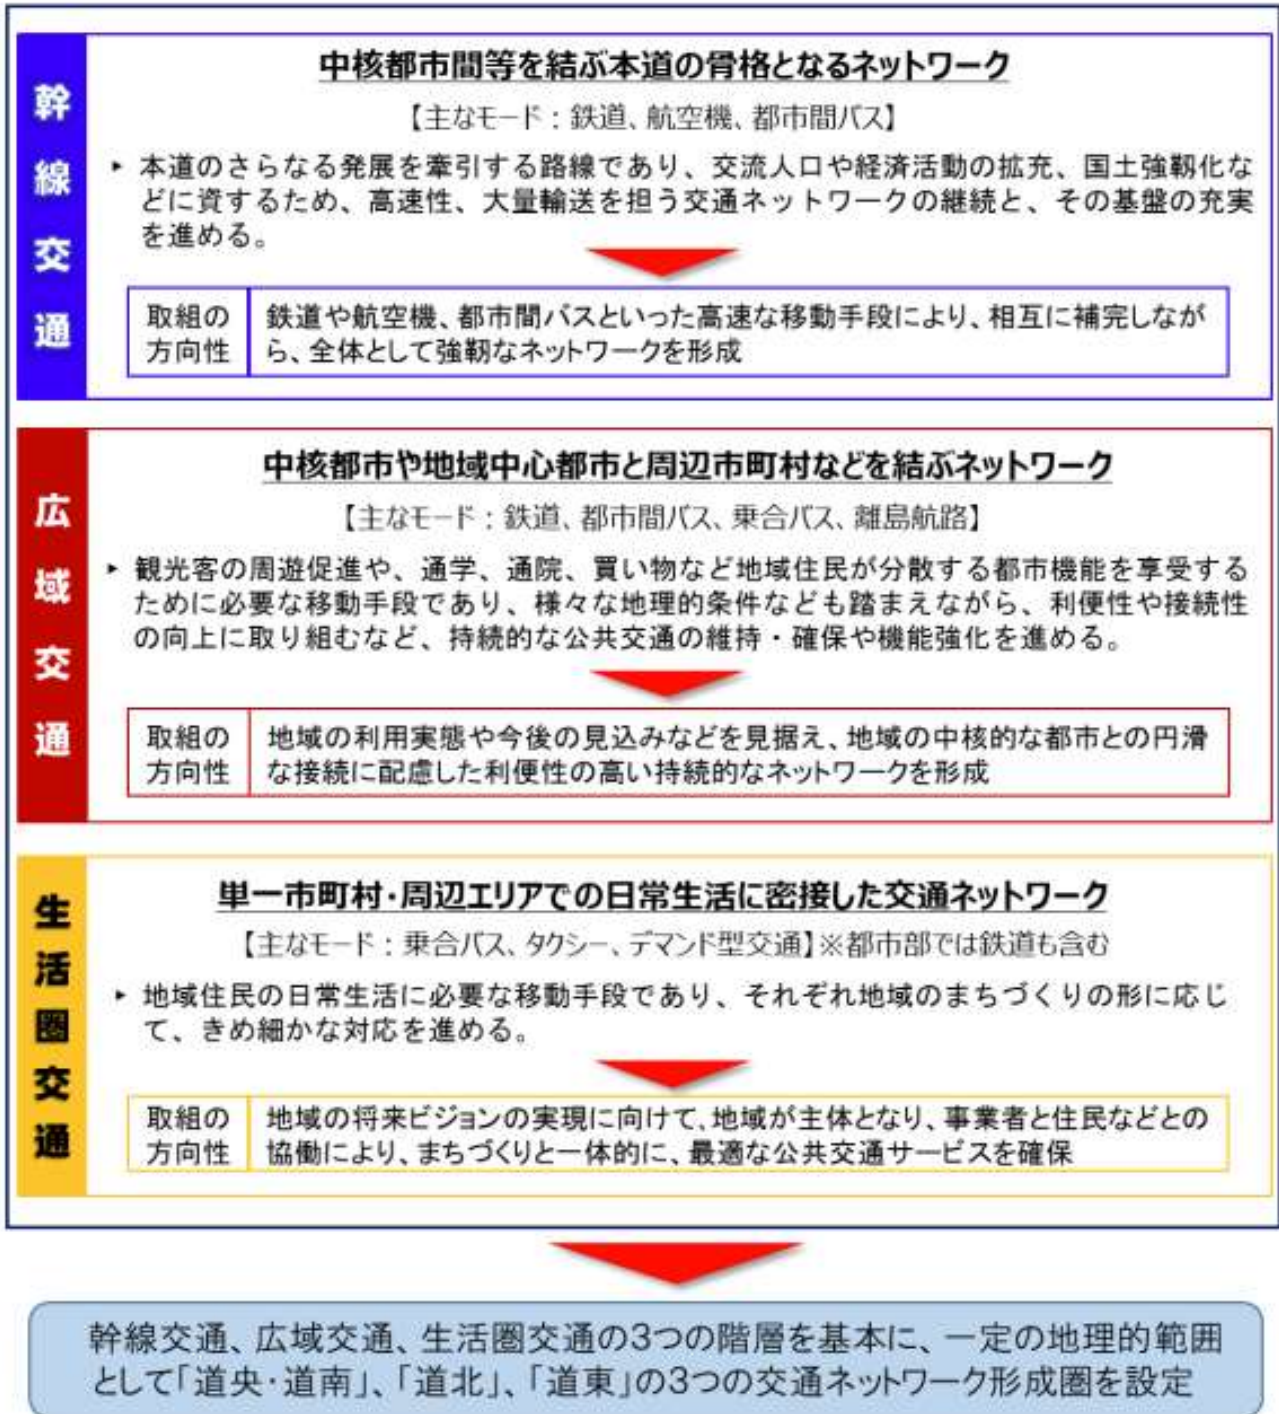 幹線交通
中核都市間等を結ぶ本道の骨格となるネットワーク
【主なモード：鉄道、航空機、都市間バス】
▸ 本道のさらなる発展を牽引する路線であり、交流人口や経済活動の拡充、国土強靱化な
どに資するため、高速性、大量輸送を担う交通ネットワークの継続と、その基盤の充実
を進める。
取組の
方向性
鉄道や航空機、都市間バスといった高速な移動手段により、相互に補完しなが
ら、全体として強靱なネットワークを形成
広域交通
中核都市や地域中心都市と周辺市町村などを結ぶネットワーク
【主なモード：鉄道、都市間バス、乗合バス、離島航路】
▸ 観光客の周遊促進や、通学、通院、買い物など地域住民が分散する都市機能を享受する
ために必要な移動手段であり、様々な地理的条件なども踏まえながら、利便性や接続性
の向上に取り組むなど、持続的な公共交通の維持・確保や機能強化を進める。
取組の
方向性
地域の利用実態や今後の見込みなどを見据え、地域の中核的な都市との円滑
な接続に配慮した利便性の高い持続的なネットワークを形成
生活圏交通
単一市町村・周辺エリアでの日常生活に密接した交通ネットワーク
【主なモード：乗合バス、タクシー、デマンド型交通】※都市部では鉄道も含む
▸ 地域住民の日常生活に必要な移動手段であり、それぞれ地域のまちづくりの形に応じ
て、きめ細かな対応を進める。
取組の
方向性
地域の将来ビジョンの実現に向けて、地域が主体となり、事業者と住民などとの
協働により、まちづくりと一体的に、最適な公共交通サービスを確保
幹線交通、広域交通、生活圏交通の3つの階層を基本に、一定の地理的範囲
として「道央・道南」、「道北」、「道東」の3つの交通ネットワーク形成圏を設定